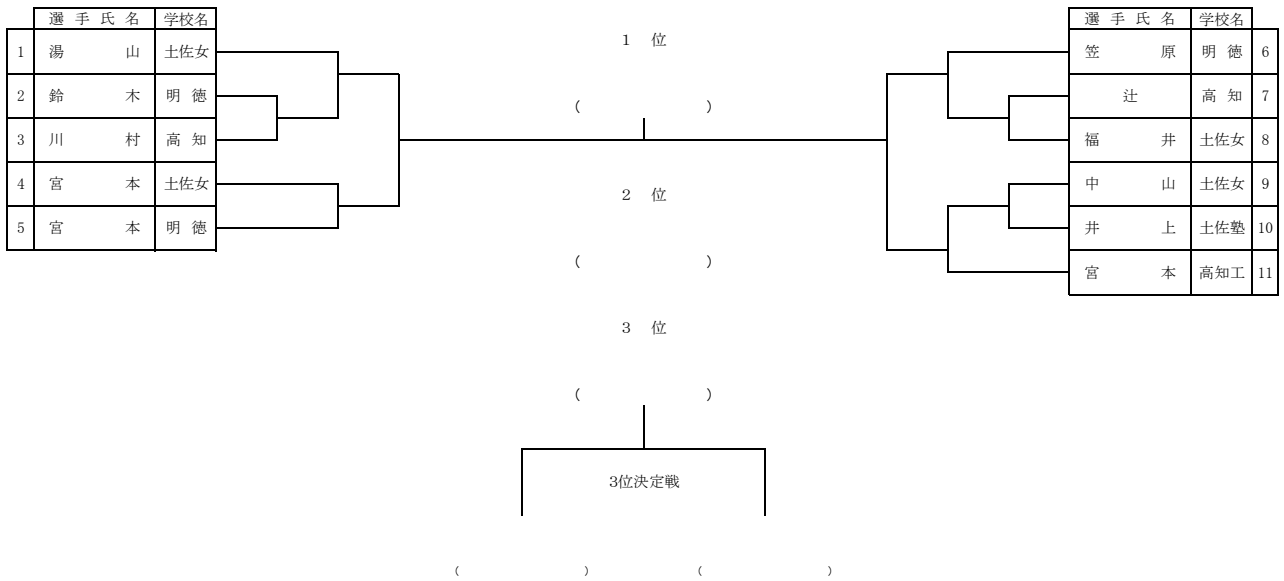 選手氏名 学校名
1 湯山 土佐女
2 鈴木 明徳
3 川村 高知
4 宮本 土佐女
5 宮本 明徳
1 位
( )
2 位
( )
3 位
( )
3位決定戦
( ) ( )
選手氏名 学校名
笠原 明徳 6
辻 高知 7
福井 土佐女 8
中山 土佐女 9
井上 土佐塾 10
宮本 高知工 11